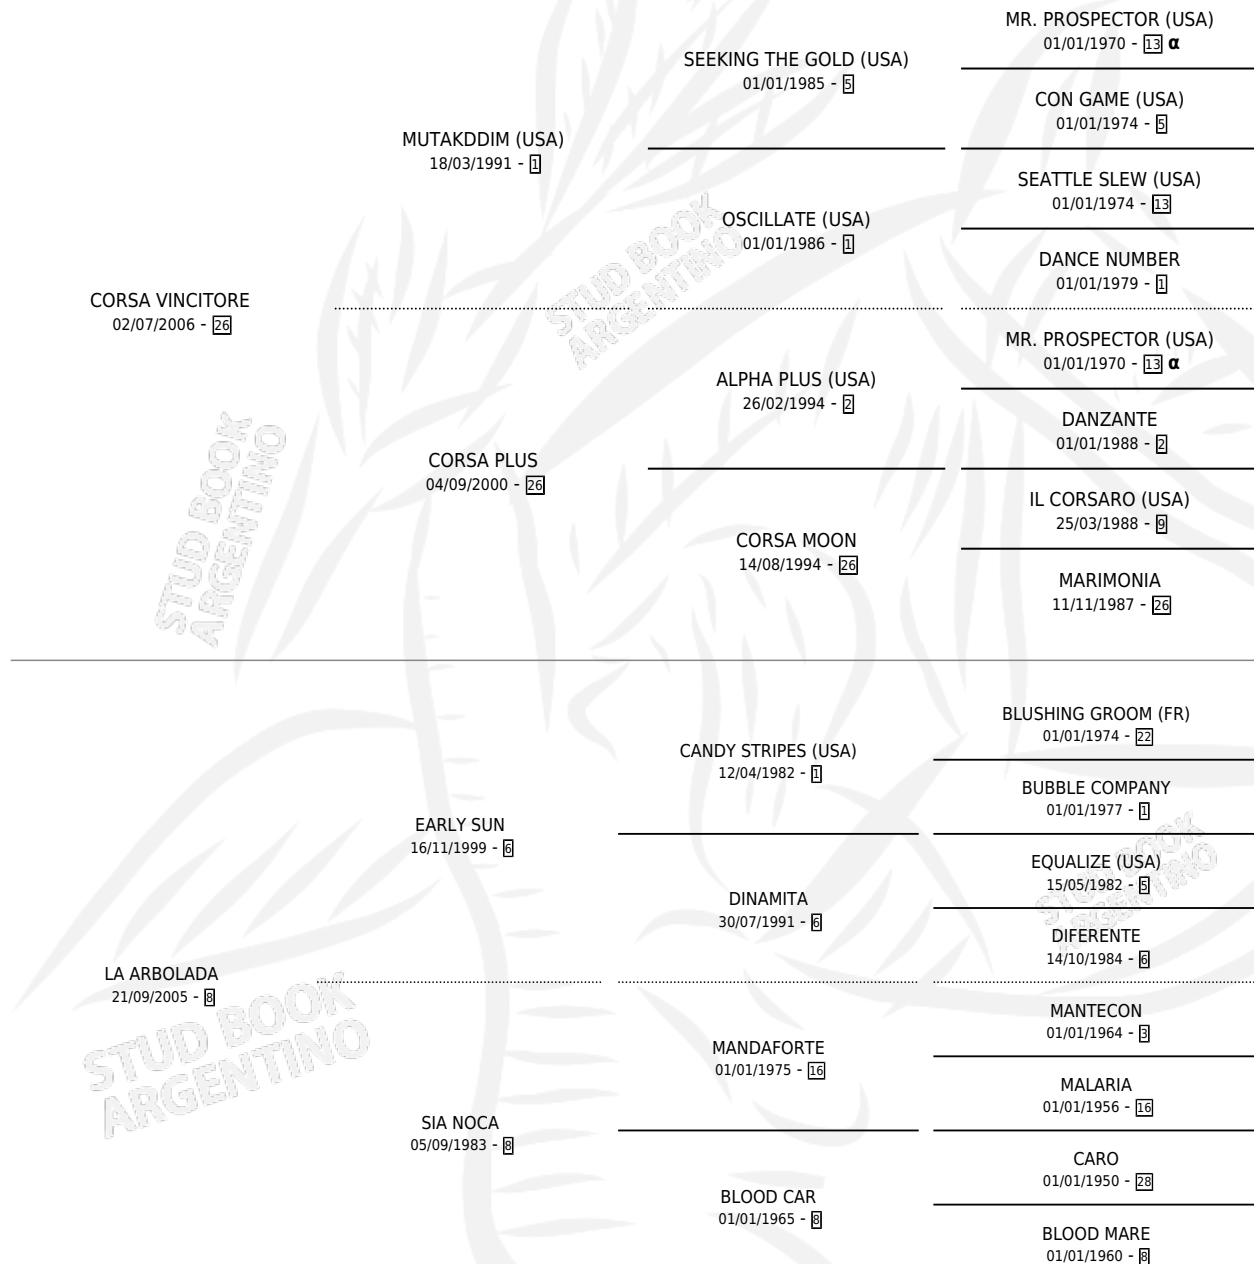 MR. PROSPECTOR (USA)
01/01/1970 - 13 α
SEEKING THE GOLD (USA)
01/01/1985 - 5
CON GAME (USA)
01/01/1974 - 5
MUTAKDDIM (USA)
18/03/1991 - 1
SEATTLE SLEW (USA)
01/01/1974 - 13
OSCILLATE (USA)
01/01/1986 - 1
DANCE NUMBER
01/01/1979 - 1
CORSA VINCITORE
02/07/2006 - 26
MR. PROSPECTOR (USA)
01/01/1970 - 13 α
ALPHA PLUS (USA)
26/02/1994 - 2
DANZANTE
01/01/1988 - 2
CORSA PLUS
04/09/2000 - 26
IL CORSARO (USA)
25/03/1988 - 9
CORSA MOON
14/08/1994 - 26
MARIMONIA
11/11/1987 - 26
BLUSHING GROOM (FR)
01/01/1974 - 22
CANDY STRIPES (USA)
12/04/1982 - 1
BUBBLE COMPANY
01/01/1977 - 1
EARLY SUN
16/11/1999 - 6
EQUALIZE (USA)
15/05/1982 - 5
DINAMITA
30/07/1991 - 6
DIFERENTE
14/10/1984 - 6
LA ARBOLADA
21/09/2005 - 8
MANTECON
01/01/1964 - 3
MANDAFORTE
01/01/1975 - 16
MALARIA
01/01/1956 - 16
SIA NOCA
05/09/1983 - 8
CARO
01/01/1950 - 28
BLOOD CAR
01/01/1965 - 8
BLOOD MARE
01/01/1960 - 8
STUD BOOK
ARGENTINO
STUD BOOK
ARGENTINO
STUD BOOK
ARGENTINO
STUD BOOK
ARGENTINO